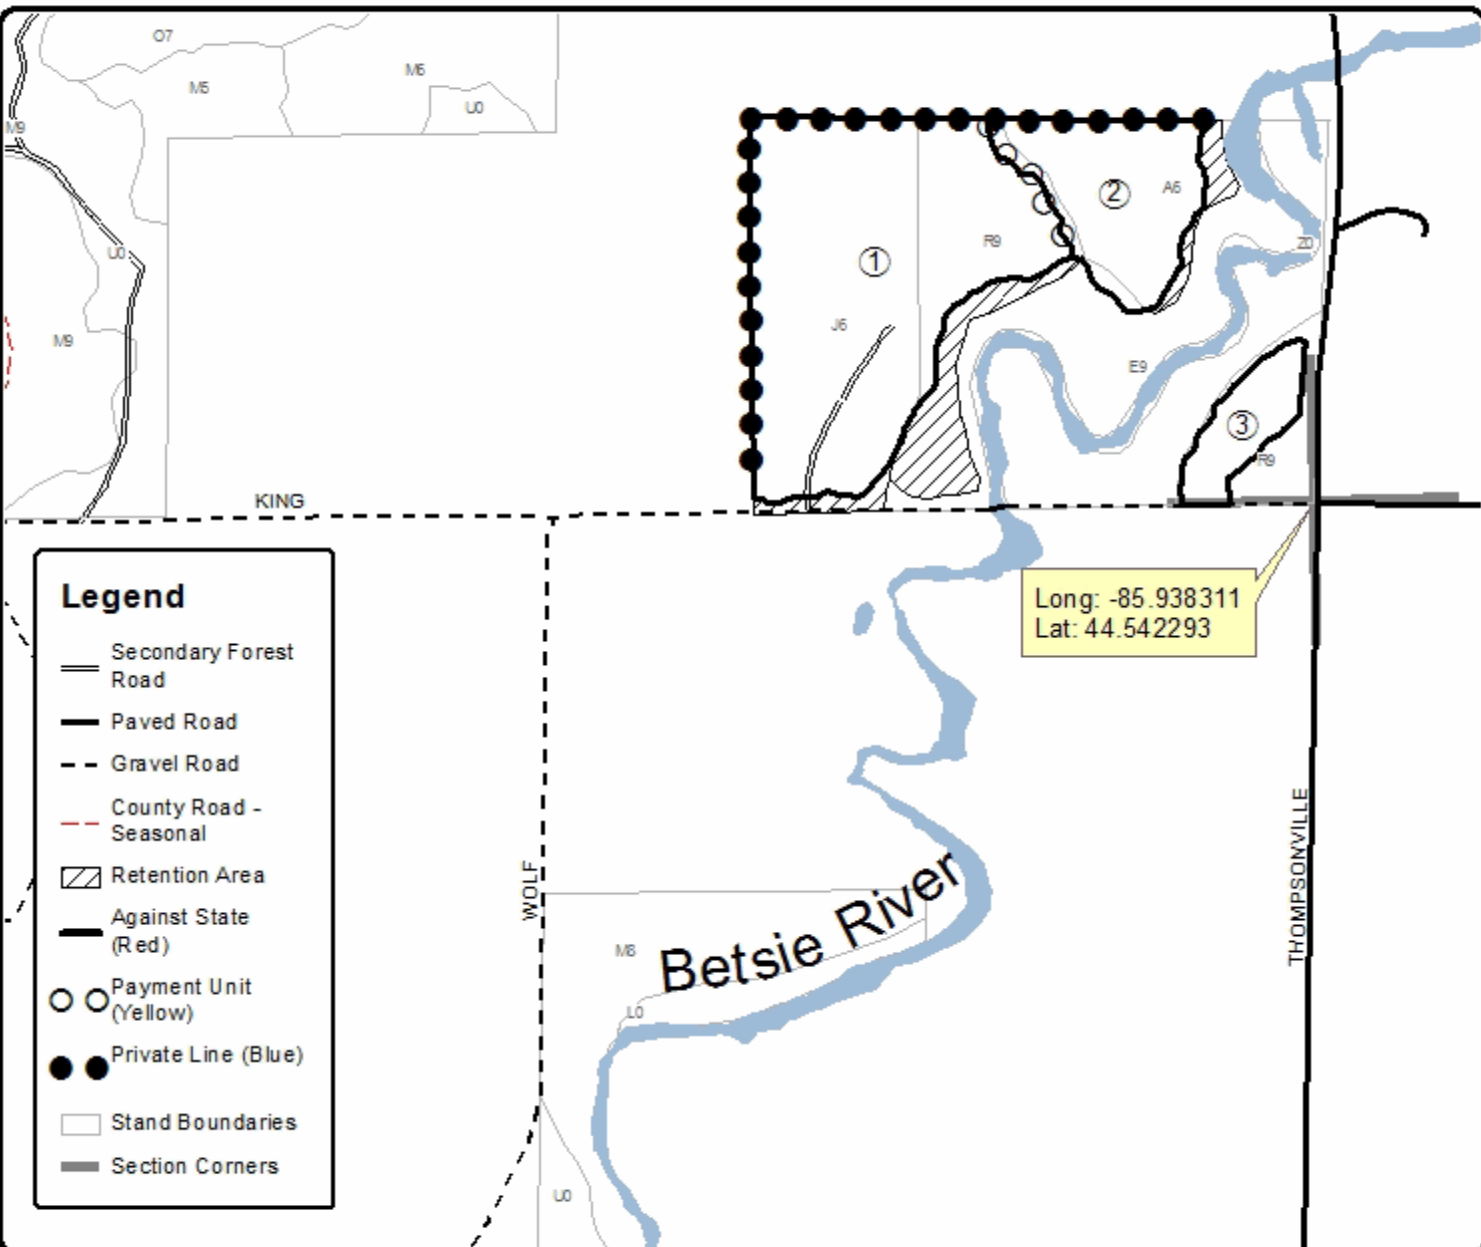 O7
M6
M5
U0
M9
2
A6
U0
R9
Z0
1
J6
M9
E9
3
R9
KING
Long: -85.938311
Lat: 44.542293
Legend
Secondary Forest
Road
Paved Road
Gravel Road
County Road -
Seasonal
Retention Area
Against State
(Red)
Payment Unit
(Yellow)
Private Line (Blue)
Stand Boundaries
Section Corners
WOLF
THOMPSONVILLE
Betsie River
M8
L0
U0